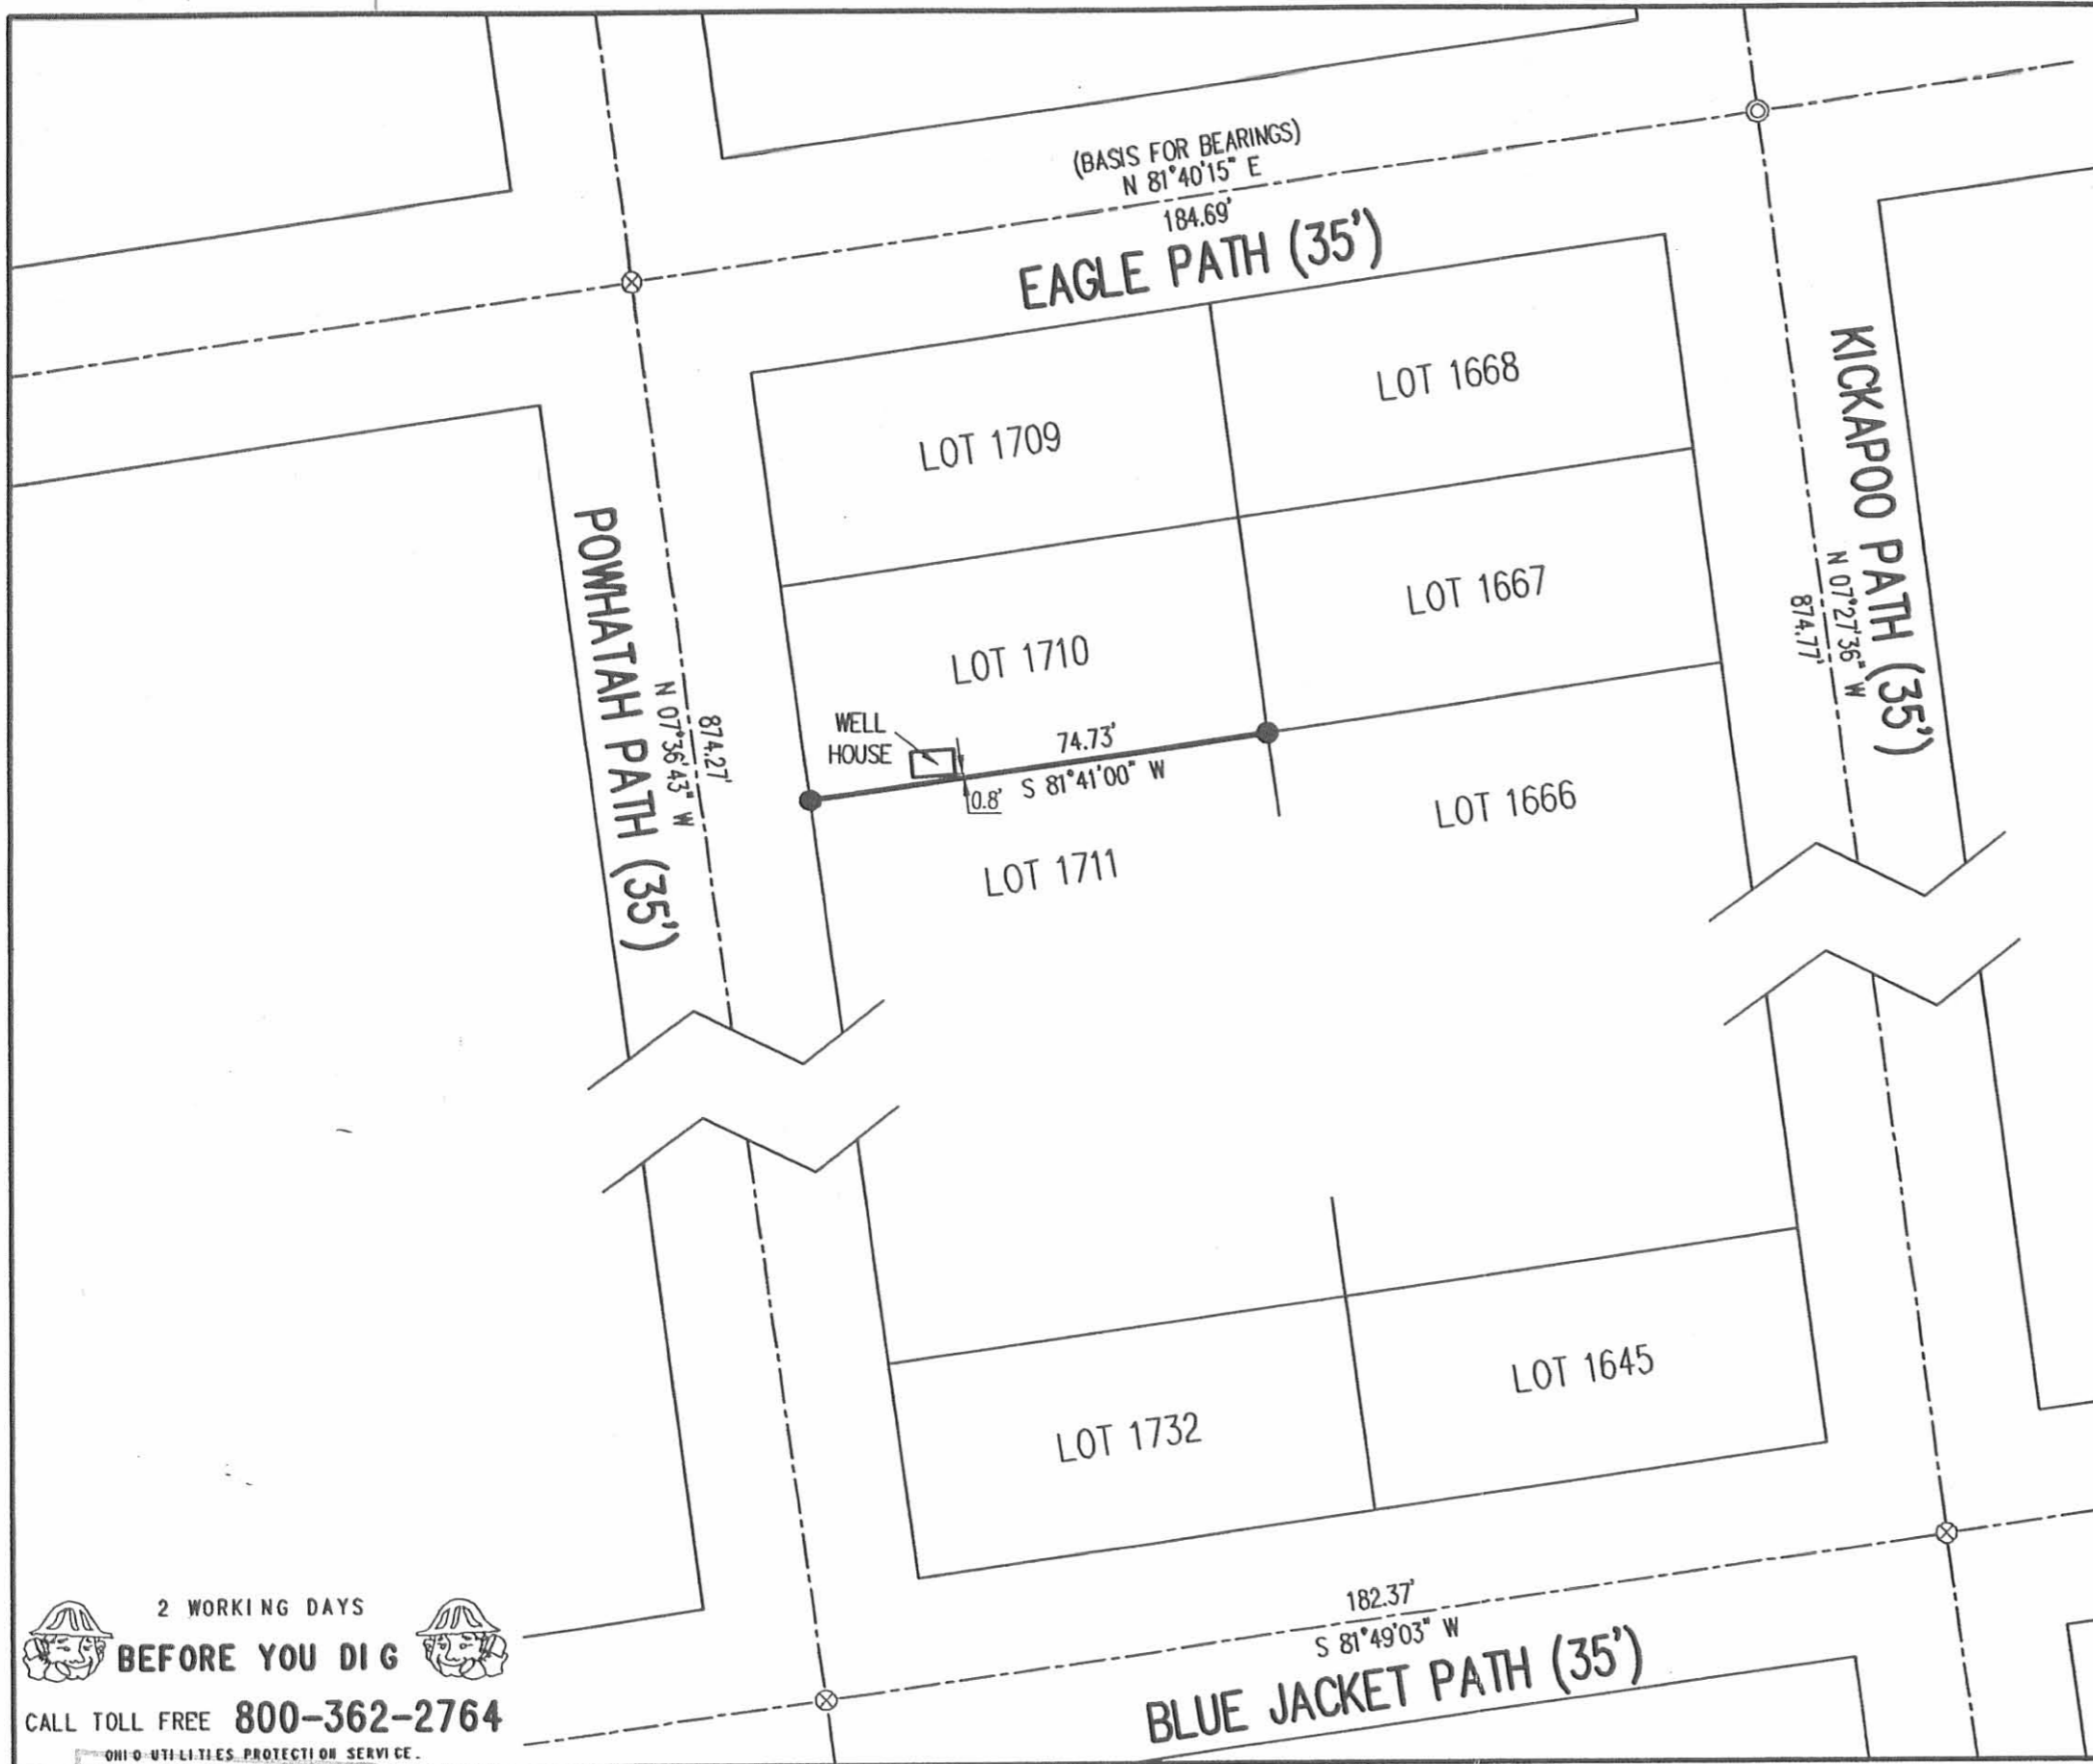 (BASIS FOR BEARINGS)
N 81°40'15" E
184.69'
EAGLE PATH (35')
LOT 1668
LOT 1709
KICKAPOO PATH (35')
N 07°27'36" W
874.77'
POWHATAH PATH (35')
N 07°36'43" W
874.27'
LOT 1667
LOT 1710
WELL
HOUSE
74.73'
S 81°41'00" W
0.8'
LOT 1666
LOT 1711
LOT 1645
LOT 1732
182.37'
S 81°49'03" W
BLUE JACKET PATH (35')
2 WORKING DAYS
BEFORE YOU DIG
CALL TOLL FREE 800-362-2764
OHIO UTILITIES PROTECTION SERVICE.